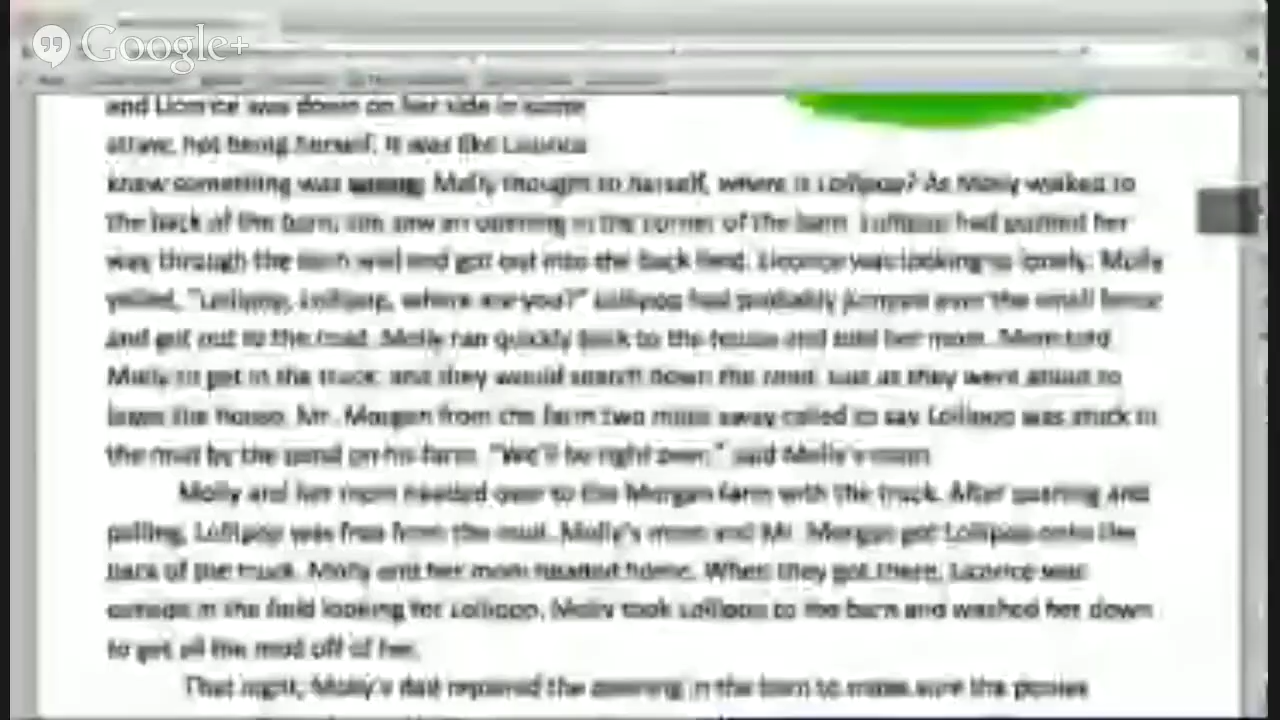 Google+
and Licorice was down on her side in some
straw, not being herself. It was like Licorice
knew something was wrong. Molly thought to herself, where is Lollipop? As Molly walked to
the back of the barn, she saw an opening in the corner of the barn. Lollipop had pushed her
way through the barn wall and got out into the back field. Licorice was looking so lonely. Molly
yelled, "Lollipop, Lollipop, where are you?" Lollipop had probably jumped over the small fence
and got out to the road. Molly ran quickly back to the house and told her mom. Mom told
Molly to get in the truck, and they would search down the road. Just as they were about to
leave the house, Mr. Morgan from the farm two miles away called to say Lollipop was stuck in
the mud by the pond on his farm. "We'll be right over," said Molly's mom.
Molly and her mom headed over to the Morgan farm with the truck. After pushing and
pulling, Lollipop was free from the mud. Molly's mom and Mr. Morgan got Lollipop onto the
back of the truck. Molly and her mom headed home. When they got there, Licorice was
outside in the field looking for Lollipop. Molly took Lollipop to the barn and washed her down
to get all the mud off of her.
That night, Molly's dad repaired the opening in the barn to make sure the ponies